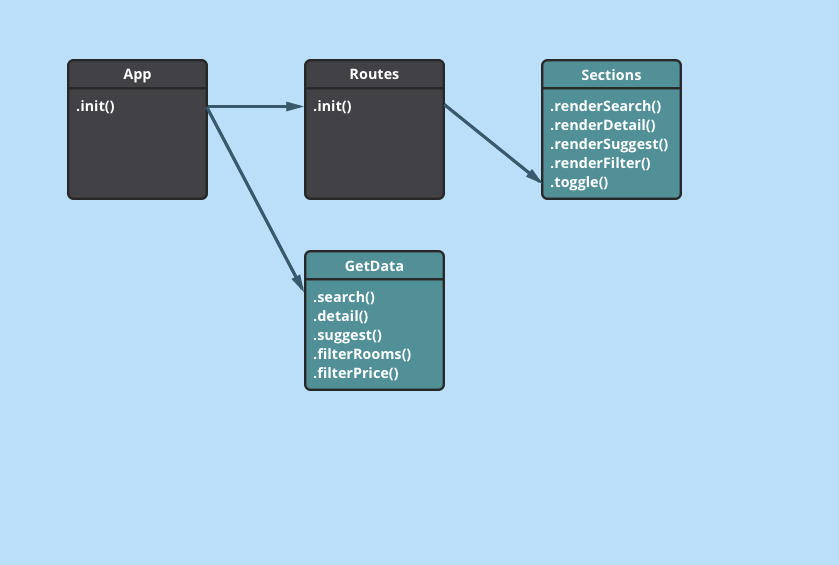 App
.init()
Routes
.init()
Sections
.renderSearch()
.renderDetail()
.renderSuggest()
.renderFilter()
.toggle()
GetData
.search()
.detail()
.suggest()
.filterRooms()
.filterPrice()